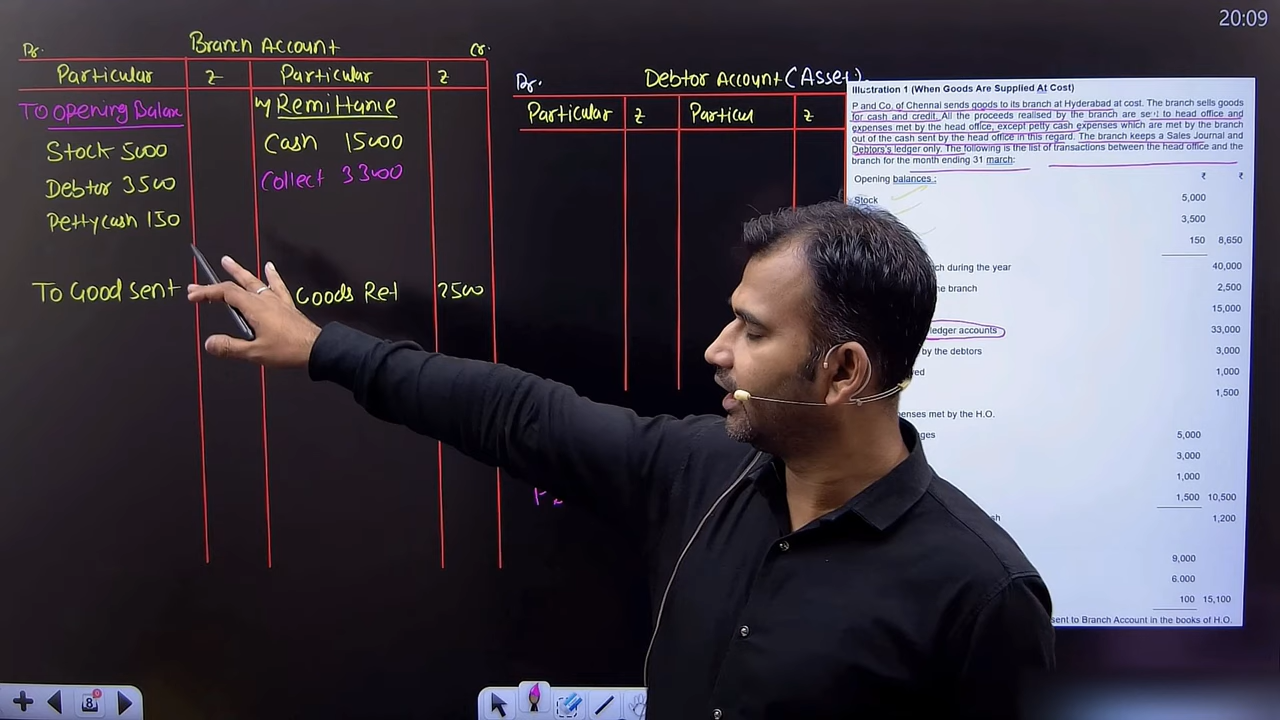 20:09
Dr.
Branch Account
Cr.
Particular
Particular
TO Opening Balance
By Remittance
Stock 5000
Cash 15000
Debtor 3500
Collect 3300
Petty cash 150
To Good Sent
Goods Ret
2500
Dr.
Debtor Account (Asset).
Particular
Particul
Illustration 1 (When Goods Are Supplied At Cost)
P and Co. of Chennai sends goods to its branch at Hyderabad at cost. The branch sells goods
for cash and credit. All the proceeds realised by the branch are sent to head office and
expenses met by the head office, except petty cash expenses which are met by the branch
out of the cash sent by the head office in this regard. The branch keeps a Sales Journal and
Debtors's ledger only. The following is the list of transactions between the head office and the
branch for the month ending 31 march:
₹ ₹
Opening balances :
Stock 5,000
3,500
150 8,650
during the year 40,000
branch 2,500
15,000
ledger accounts 33,000
by the debtors 3,000
1,000
1,500
met by the H.O.
5,000
3,000
1,000
1,500 10,500
1,200
9,000
6,000
100 15,100
sent to Branch Account in the books of H.O.
8